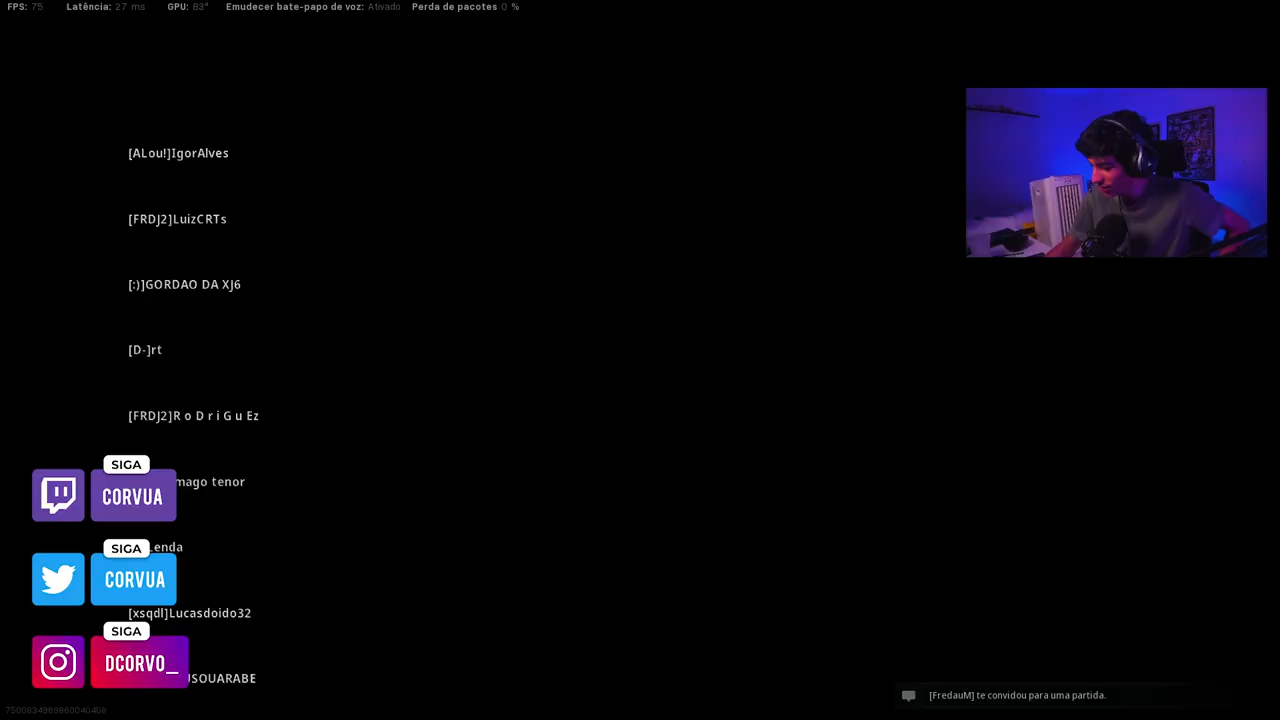 FPS: 75 Latência: 27 ms GPU: 83° Emudecer bate-papo de voz: Ativado Perda de pacotes 0 %
[ALou!]IgorAlves
[FRDJ2]LuizCRTs
[:)]GORDAO DA XJ6
[D-]rt
[FRDJ2]R o D r i G u Ez
mago tenor
SIGA
CORVUA
Lenda
SIGA
CORVUA
[xsqdl]Lucasdoido32
SIGA
DCORVO_
USOUARABE
[FredauM] te convidou para uma partida.